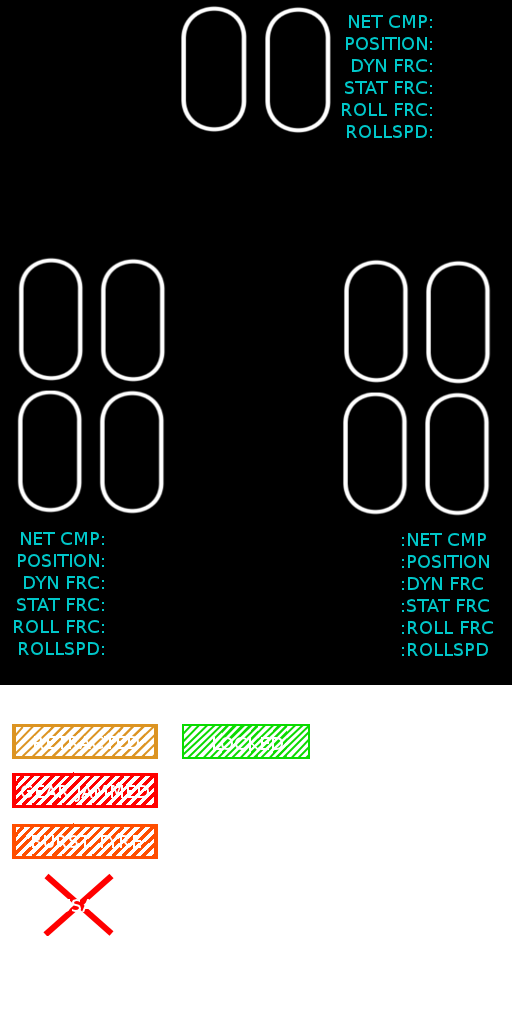 NET CMP:
POSITION:
DYN FRC:
STAT FRC:
ROLL FRC:
ROLLSPD:
NET CMP:
POSITION:
DYN FRC:
STAT FRC:
ROLL FRC:
ROLLSPD:
:NET CMP
:POSITION
:DYN FRC
:STAT FRC
:ROLL FRC
:ROLLSPD
RETRACTED
LOCKED
GEAR JAMMED
BURST TYRE